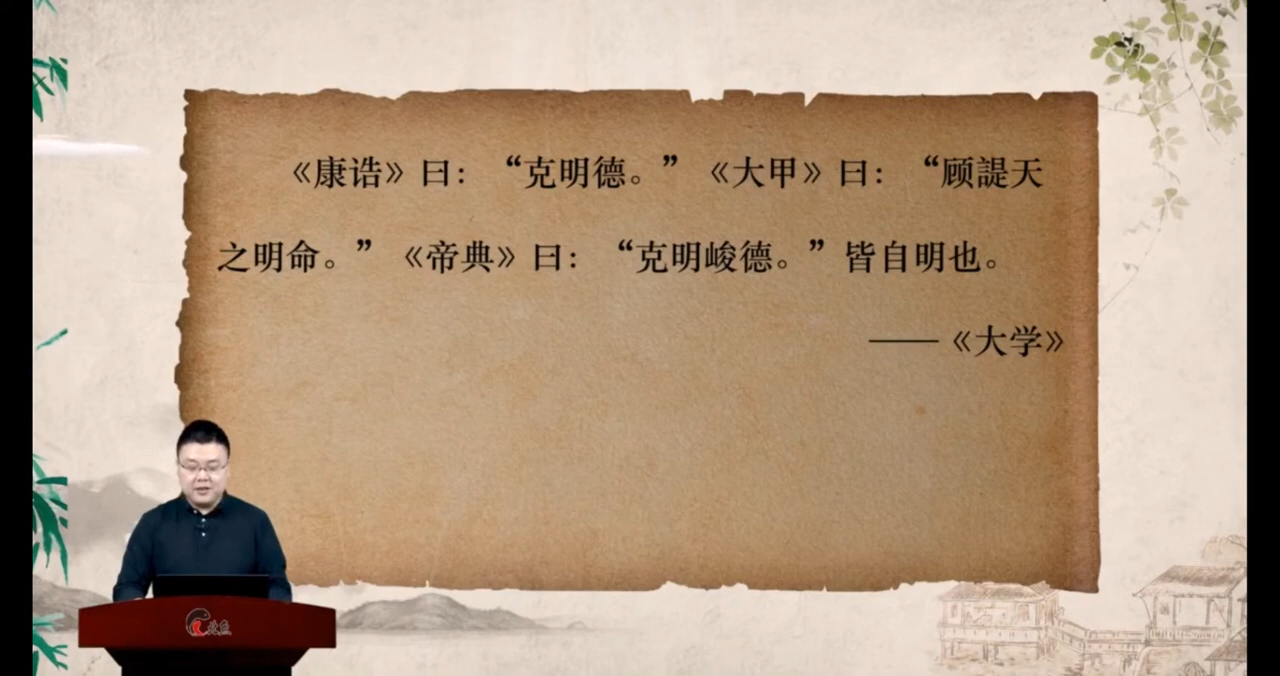 《康诰》曰：“克明德。”《大甲》曰：“顾諟天
之明命。”《帝典》曰：“克明峻德。”皆自明也。
——《大学》